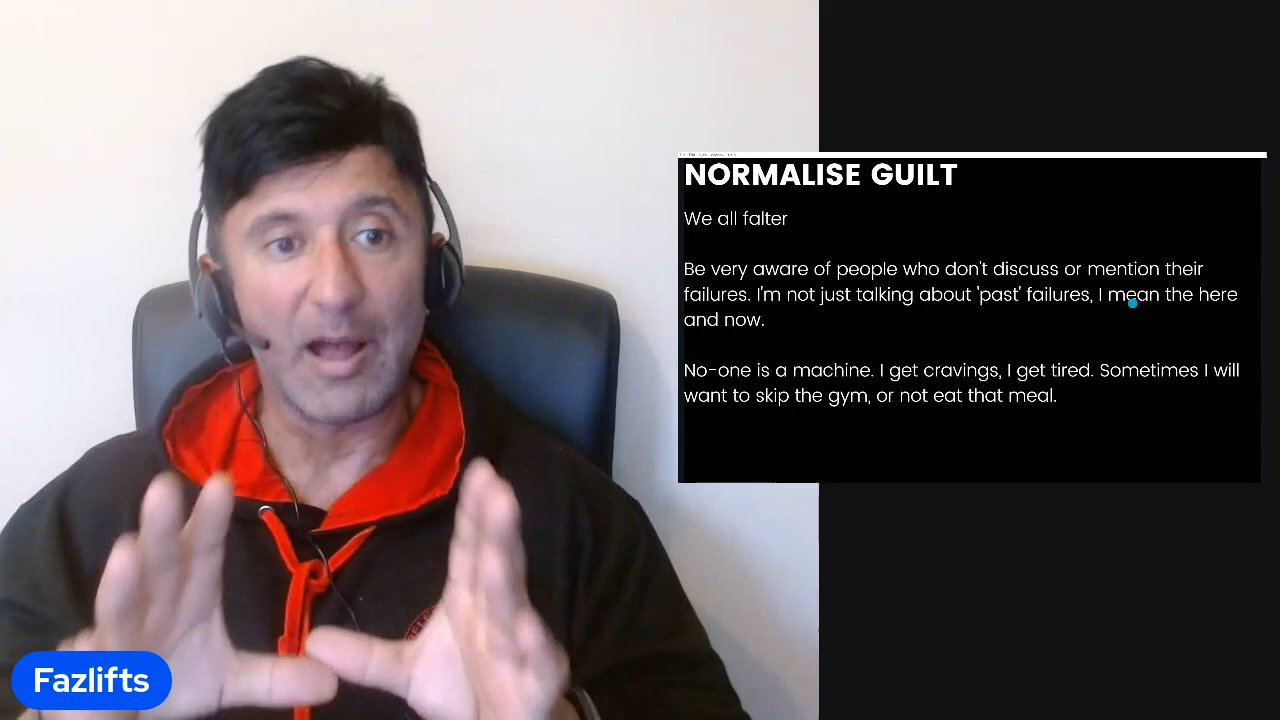 NORMALISE GUILT
We all falter
Be very aware of people who don't discuss or mention their
failures. I'm not just talking about 'past' failures, I mean the here
and now.
No-one is a machine. I get cravings, I get tired. Sometimes I will
want to skip the gym, or not eat that meal.
Fazlifts